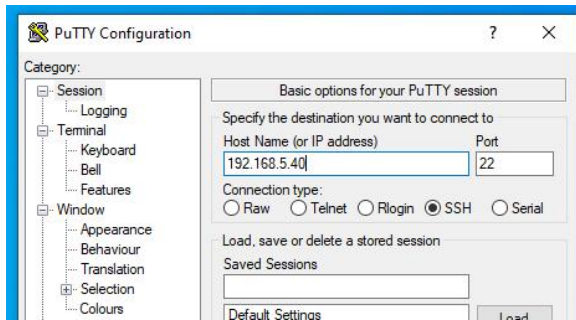 PuTTY Configuration
Category:
Session
Logging
Terminal
Keyboard
Bell
Features
Window
Appearance
Behaviour
Translation
Selection
Colours
Basic options for your PuTTY session
Specify the destination you want to connect to
Host Name (or IP address) Port
192.168.5.40 22
Connection type:
Raw Telnet Rlogin SSH Serial
Load, save or delete a stored session
Saved Sessions
Default Settings
Load